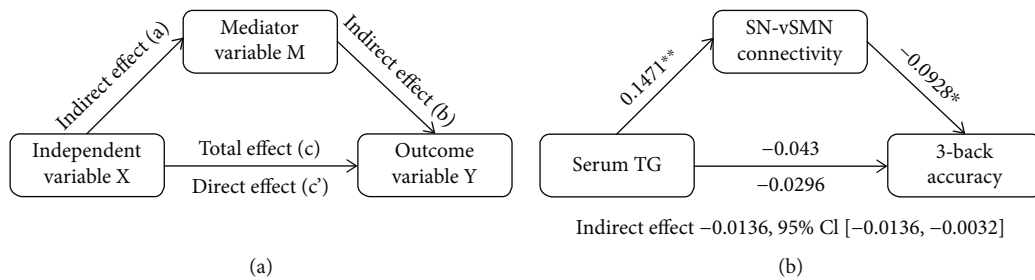 Mediator
variable M
Indirect effect (a)
Indirect effect (b)
Independent
variable X
Total effect (c)
Direct effect (c’)
Outcome
variable Y
(a)
SN-vSMN
connectivity
0.1471**
−0.0928*
Serum TG
−0.043
−0.0296
3-back
accuracy
Indirect effect −0.0136, 95% Cl [−0.0136, −0.0032]
(b)